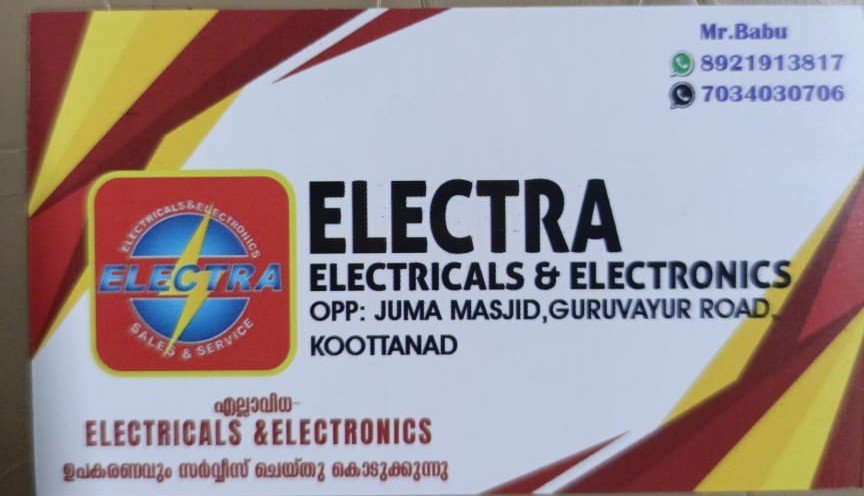 Mr.Babu
8921913817
7034030706
ELECTRICALS&ELECTRONICS
ELECTRA
SALES & SERVICE
ELECTRA
ELECTRICALS & ELECTRONICS
OPP: JUMA MASJID,GURUVAYUR ROAD,
KOOTTANAD
എല്ലാവിധ
ELECTRICALS &ELECTRONICS
ഉപകരണവും സർവ്വീസ് ചെയ്തു കൊടുക്കുന്നു